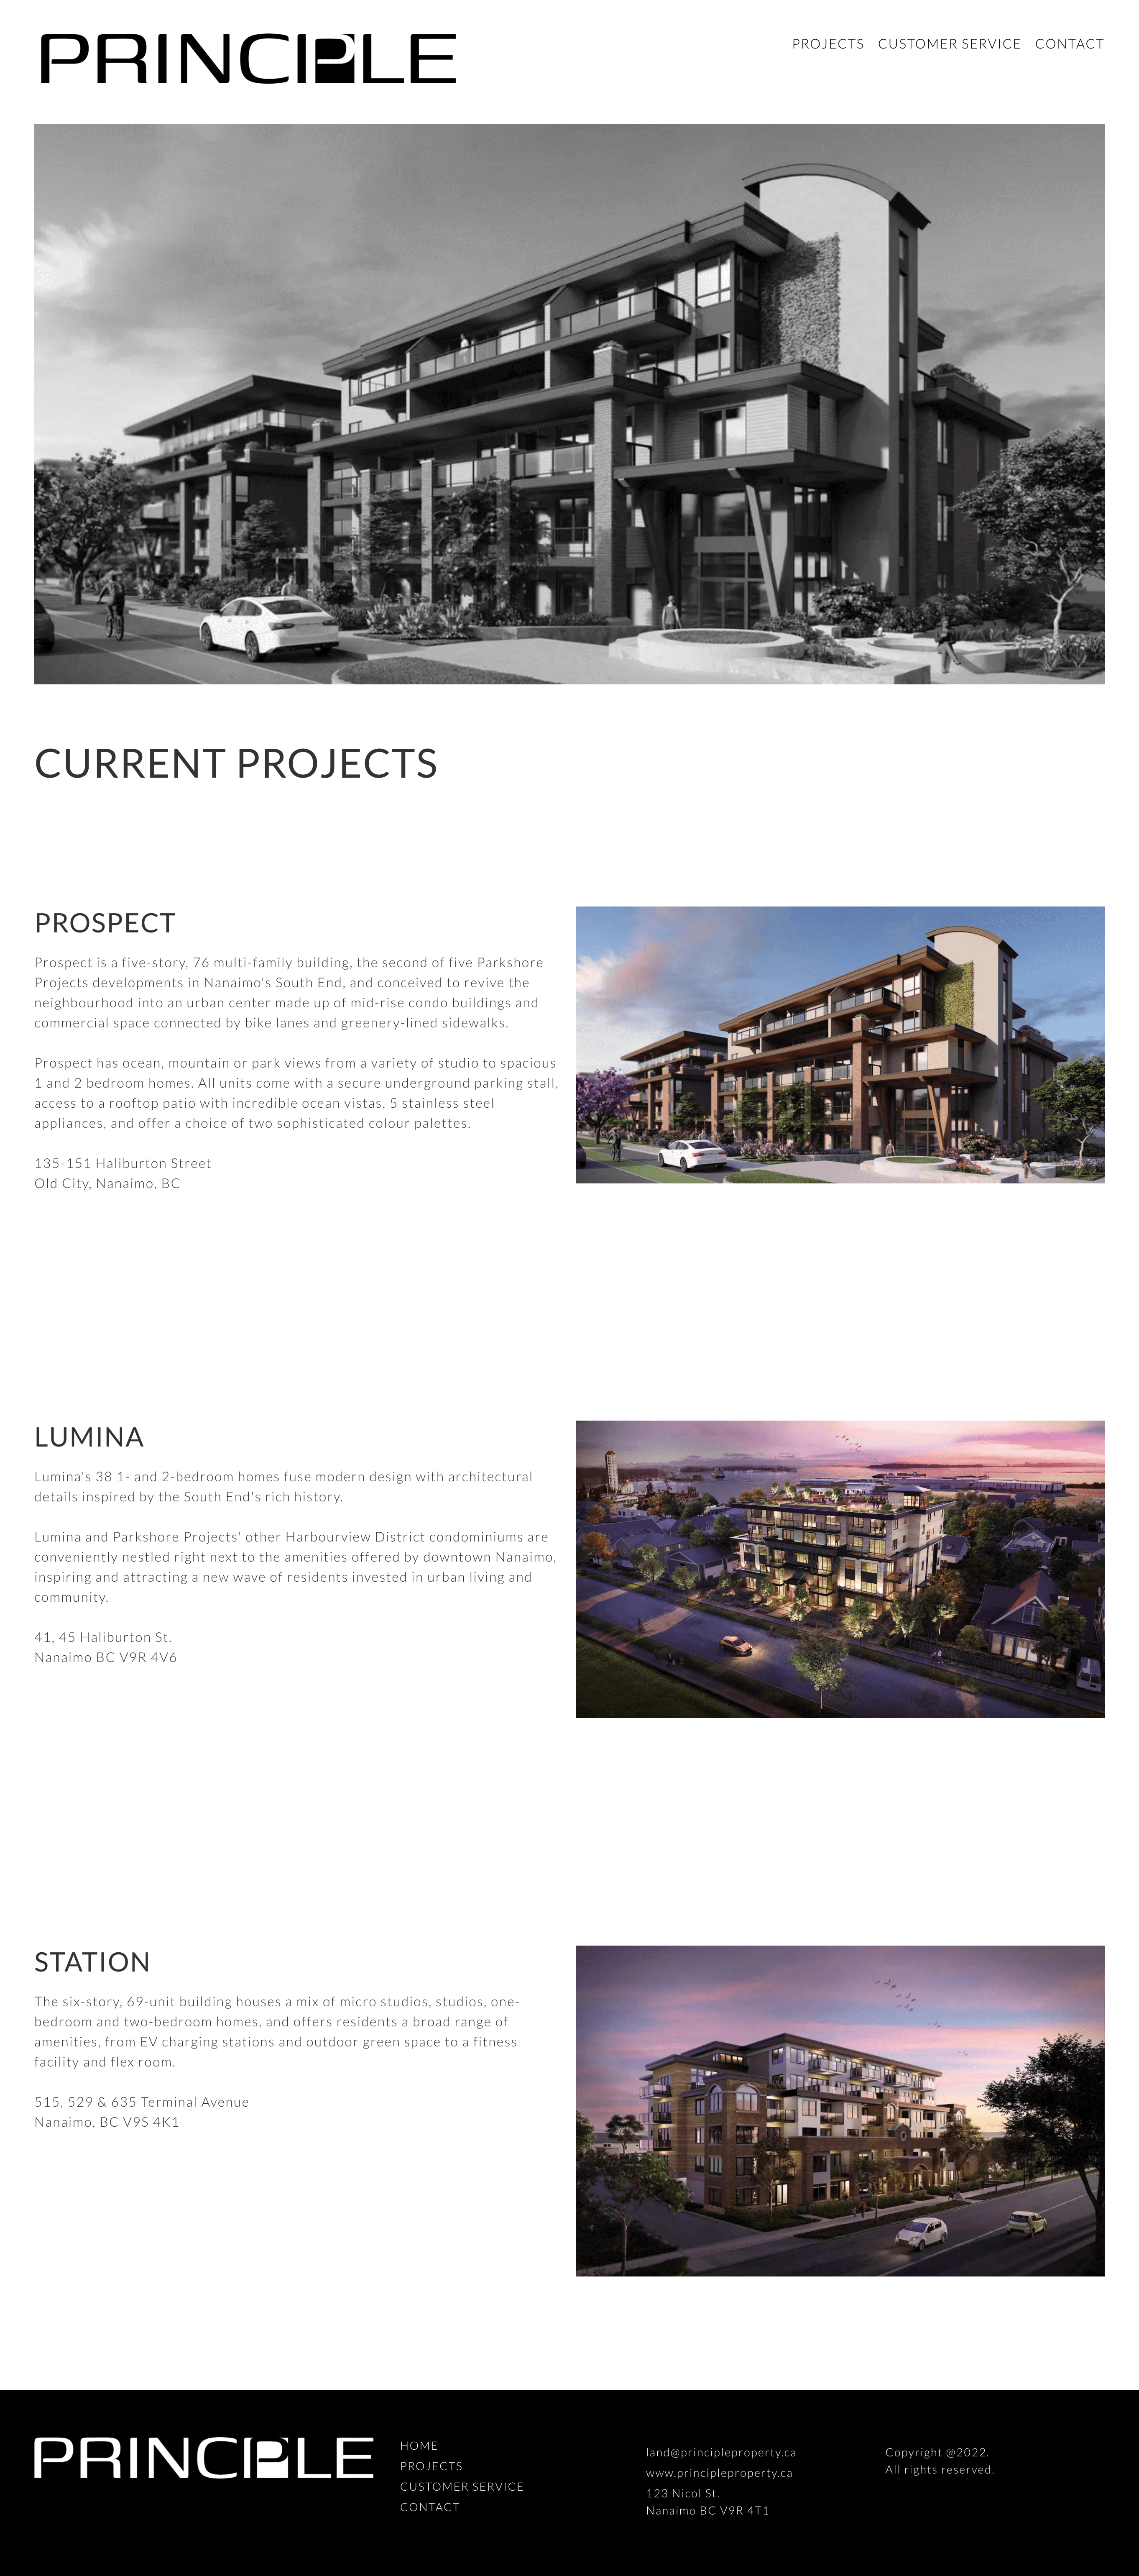 PRINCIPLE
PROJECTS CUSTOMER SERVICE CONTACT
CURRENT PROJECTS
PROSPECT
Prospect is a five-story, 76 multi-family building, the second of five Parkshore
Projects developments in Nanaimo's South End, and conceived to revive the
neighbourhood into an urban center made up of mid-rise condo buildings and
commercial space connected by bike lanes and greenery-lined sidewalks.
Prospect has ocean, mountain or park views from a variety of studio to spacious
1 and 2 bedroom homes. All units come with a secure underground parking stall,
access to a rooftop patio with incredible ocean vistas, 5 stainless steel
appliances, and offer a choice of two sophisticated colour palettes.
135-151 Haliburton Street
Old City, Nanaimo, BC
LUMINA
Lumina's 38 1- and 2-bedroom homes fuse modern design with architectural
details inspired by the South End's rich history.
Lumina and Parkshore Projects' other Harbourview District condominiums are
conveniently nestled right next to the amenities offered by downtown Nanaimo,
inspiring and attracting a new wave of residents invested in urban living and
community.
41, 45 Haliburton St.
Nanaimo BC V9R 4V6
STATION
The six-story, 69-unit building houses a mix of micro studios, studios, one-
bedroom and two-bedroom homes, and offers residents a broad range of
amenities, from EV charging stations and outdoor green space to a fitness
facility and flex room.
515, 529 & 635 Terminal Avenue
Nanaimo, BC V9S 4K1
PRINCIPLE
HOME
PROJECTS
CUSTOMER SERVICE
CONTACT
land@principleproperty.ca
www.principleproperty.ca
123 Nicol St.
Nanaimo BC V9R 4T1
Copyright @2022.
All rights reserved.